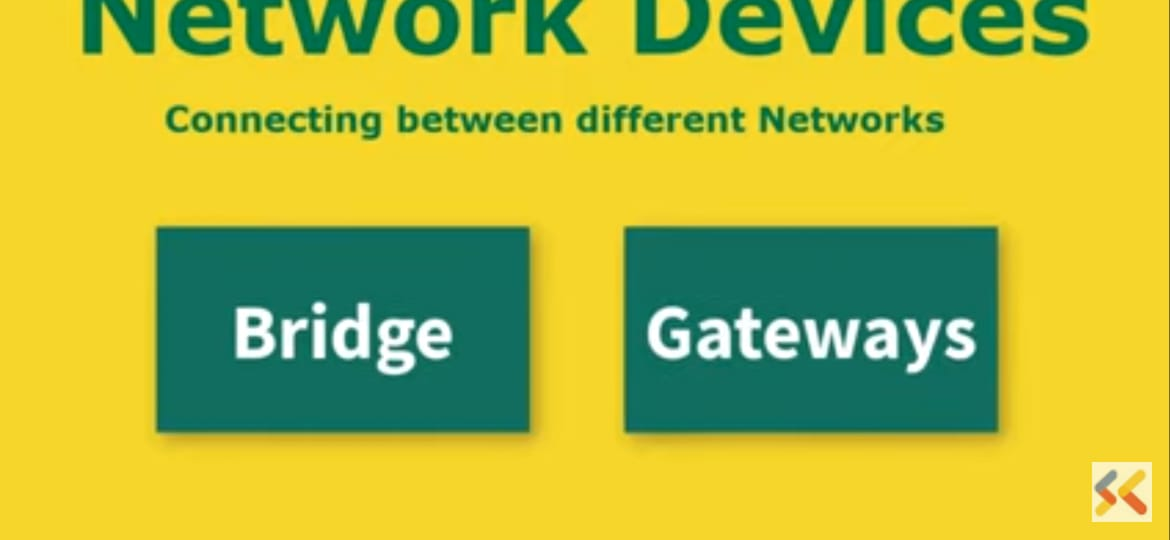 Network Devices
Connecting between different Networks
Bridge
Gateways